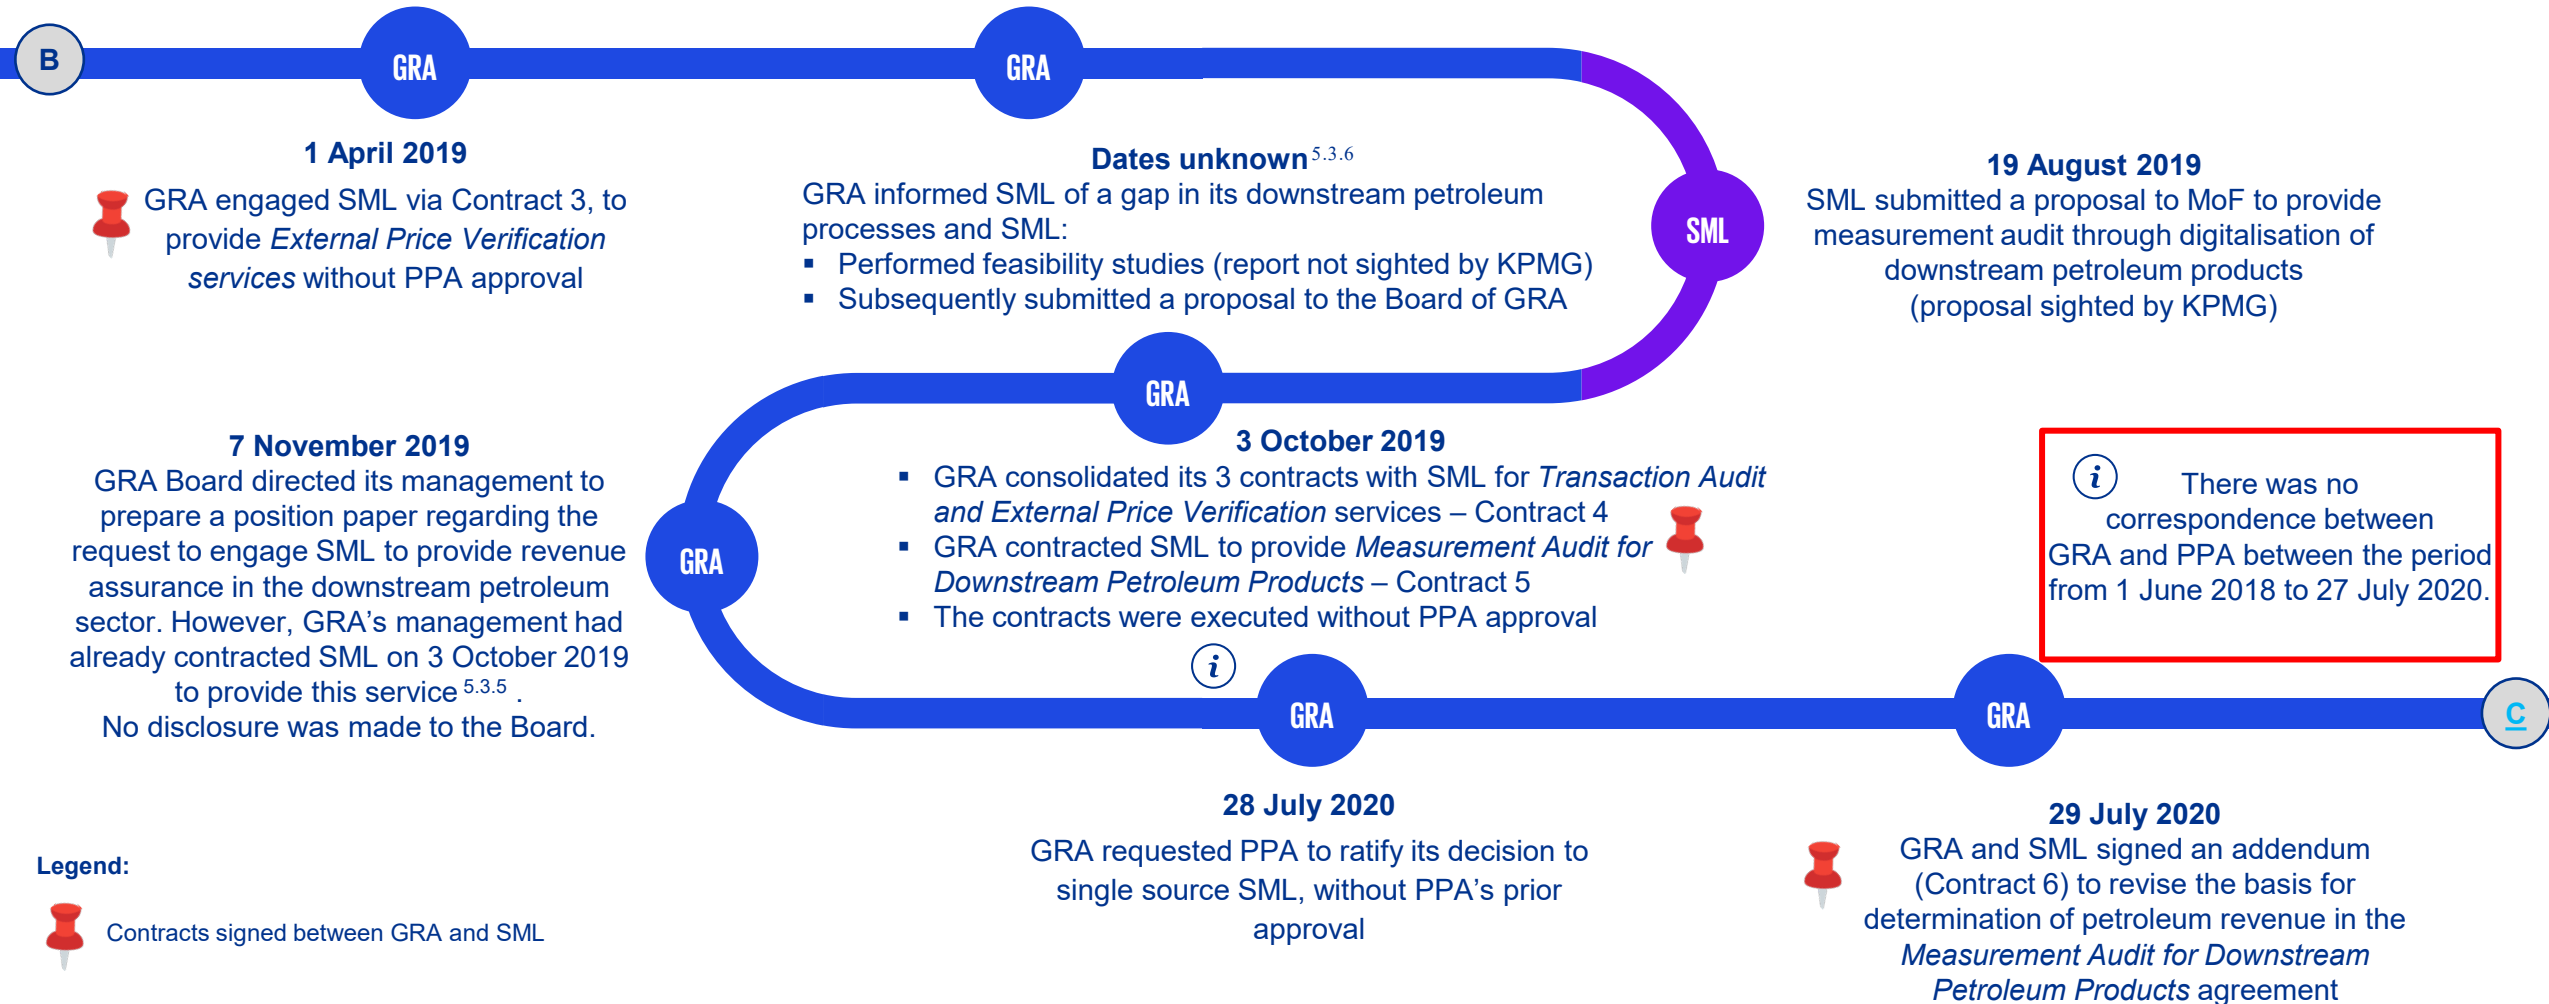 B
GRA
GRA
1 April 2019
GRA engaged SML via Contract 3, to
provide External Price Verification
services without PPA approval
Dates unknown 5.3.6
GRA informed SML of a gap in its downstream petroleum
processes and SML:
▪ Performed feasibility studies (report not sighted by KPMG)
▪ Subsequently submitted a proposal to the Board of GRA
SML
19 August 2019
SML submitted a proposal to MoF to provide
measurement audit through digitalisation of
downstream petroleum products
(proposal sighted by KPMG)
GRA
3 October 2019
▪ GRA consolidated its 3 contracts with SML for Transaction Audit
and External Price Verification services – Contract 4
▪ GRA contracted SML to provide Measurement Audit for
Downstream Petroleum Products – Contract 5
▪ The contracts were executed without PPA approval
7 November 2019
GRA Board directed its management to
prepare a position paper regarding the
request to engage SML to provide revenue
assurance in the downstream petroleum
sector. However, GRA’s management had
already contracted SML on 3 October 2019
to provide this service 5.3.5 .
No disclosure was made to the Board.
GRA
i
There was no
correspondence between
GRA and PPA between the period
from 1 June 2018 to 27 July 2020.
i
GRA
GRA
C
28 July 2020
GRA requested PPA to ratify its decision to
single source SML, without PPA’s prior
approval
29 July 2020
GRA and SML signed an addendum
(Contract 6) to revise the basis for
determination of petroleum revenue in the
Measurement Audit for Downstream
Petroleum Products agreement
Legend:
Contracts signed between GRA and SML